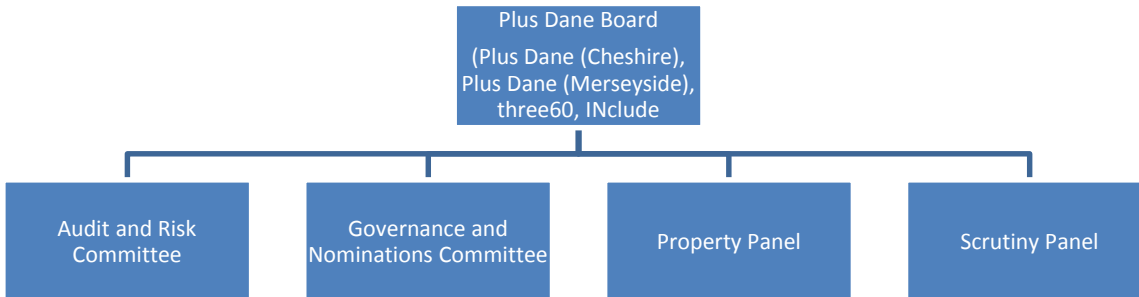 Plus Dane Board
(Plus Dane (Cheshire),
Plus Dane (Merseyside),
three60, INclude
Audit and Risk
Committee
Governance and
Nominations Committee
Property Panel
Scrutiny Panel